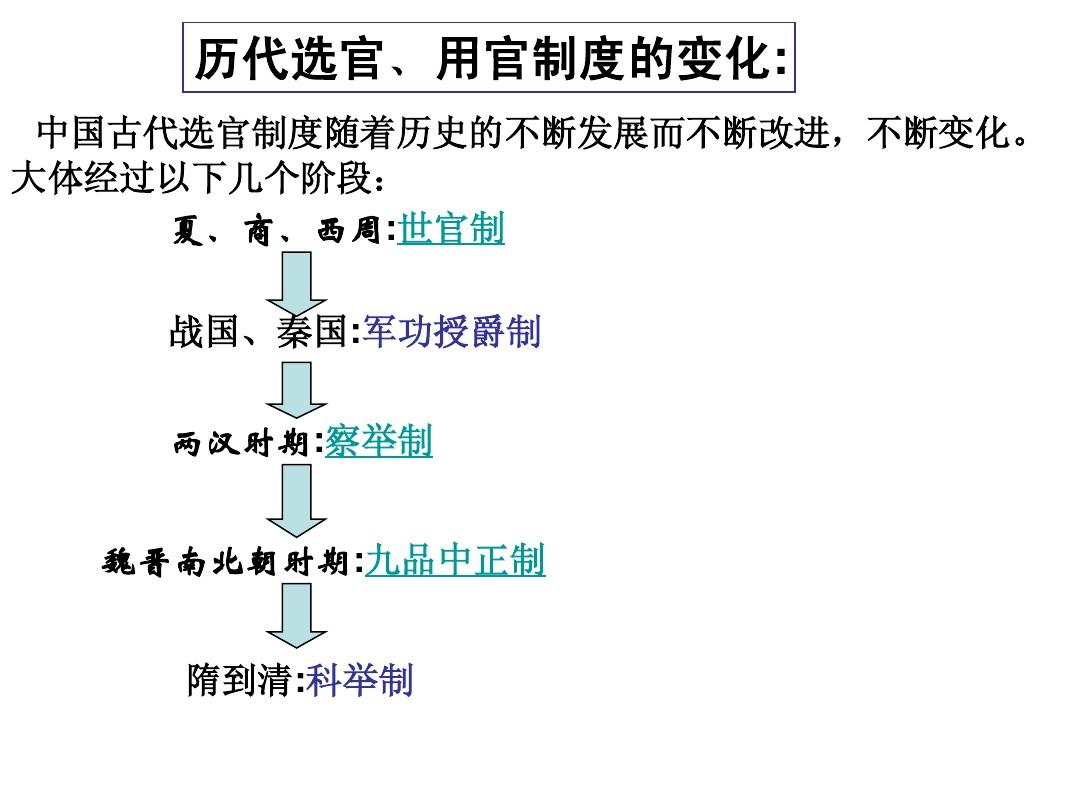 历代选官、用官制度的变化:
中国古代选官制度随着历史的不断发展而不断改进，不断变化。
大体经过以下几个阶段：
夏、商、西周:世官制
战国、秦国:军功授爵制
两汉时期:察举制
魏晋南北朝时期:九品中正制
隋到清:科举制